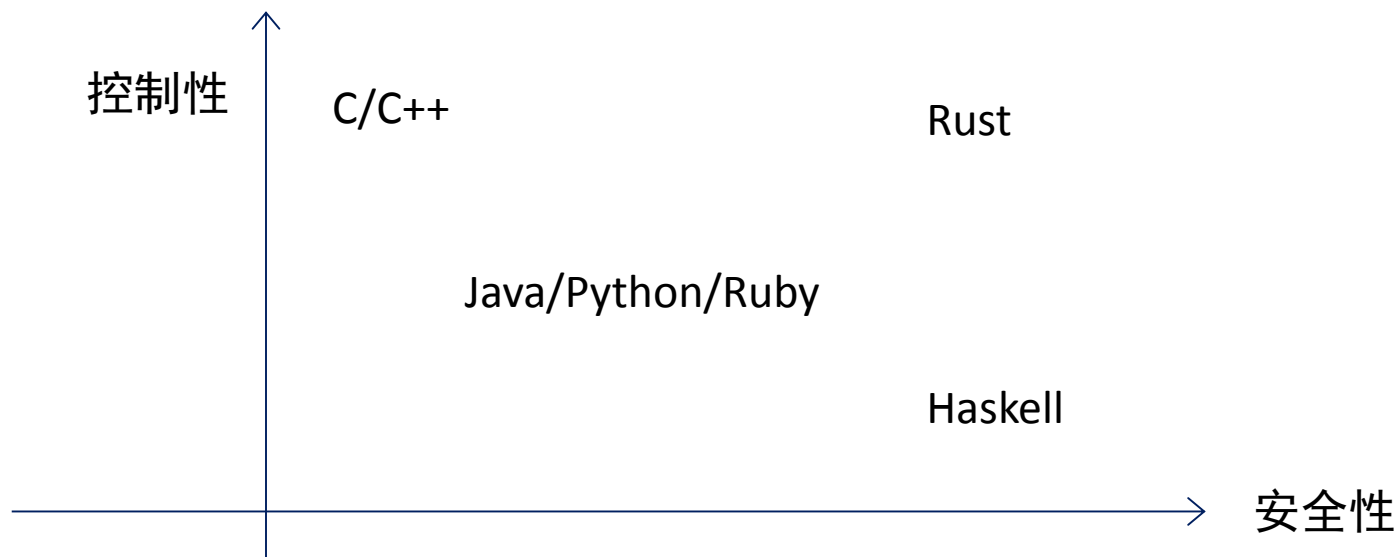 控制性
C/C++
Rust
Java/Python/Ruby
Haskell
安全性